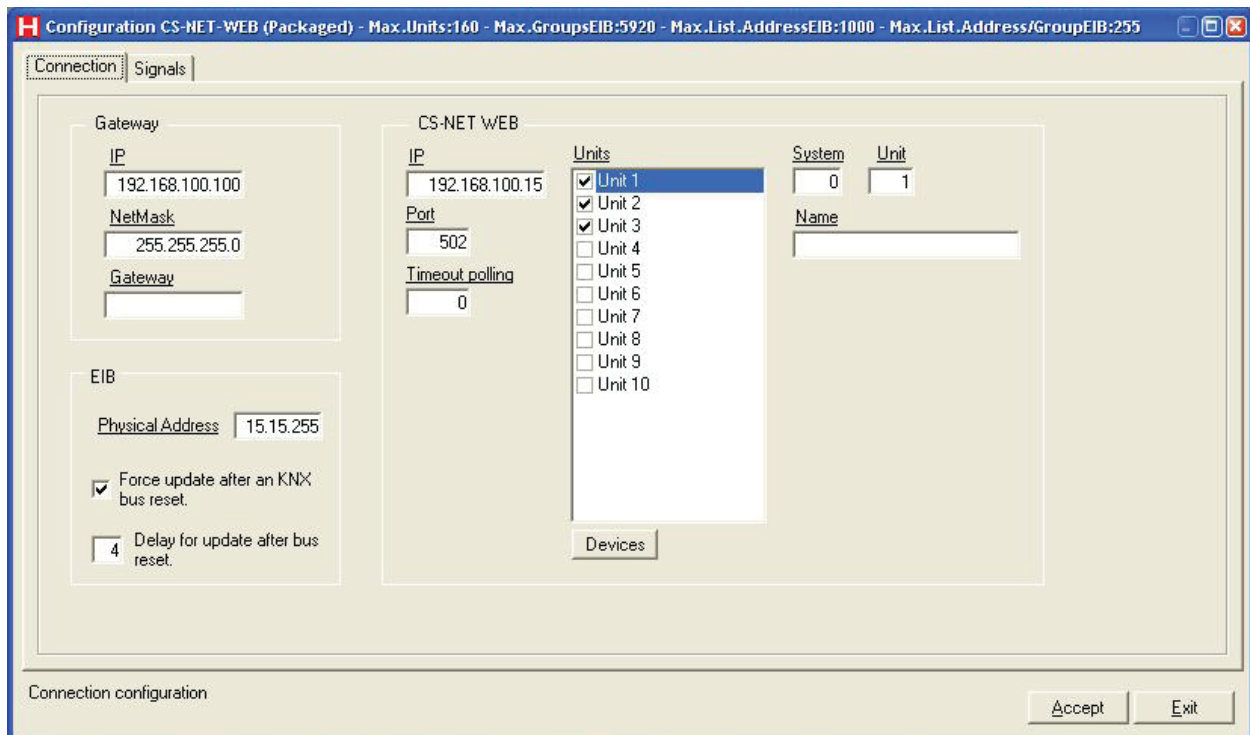 H Configuration CS-NET-WEB (Packaged) - Max.Units:160 - Max.GroupsEIB:5920 - Max.List.AddressEIB:1000 - Max.List.Address/GroupEIB:255
Connection
Signals
Gateway
IP
192.168.100.100
NetMask
255.255.255.0
Gateway
EIB
Physical Address 15.15.255
Force update after an KNX
bus reset.
4 Delay for update after bus
reset.
CS-NET WEB
IP
192.168.100.15
Port
502
Timeout polling
0
Units
Unit 1
Unit 2
Unit 3
Unit 4
Unit 5
Unit 6
Unit 7
Unit 8
Unit 9
Unit 10
Devices
System Unit
0 1
Name
Connection configuration
Accept
Exit